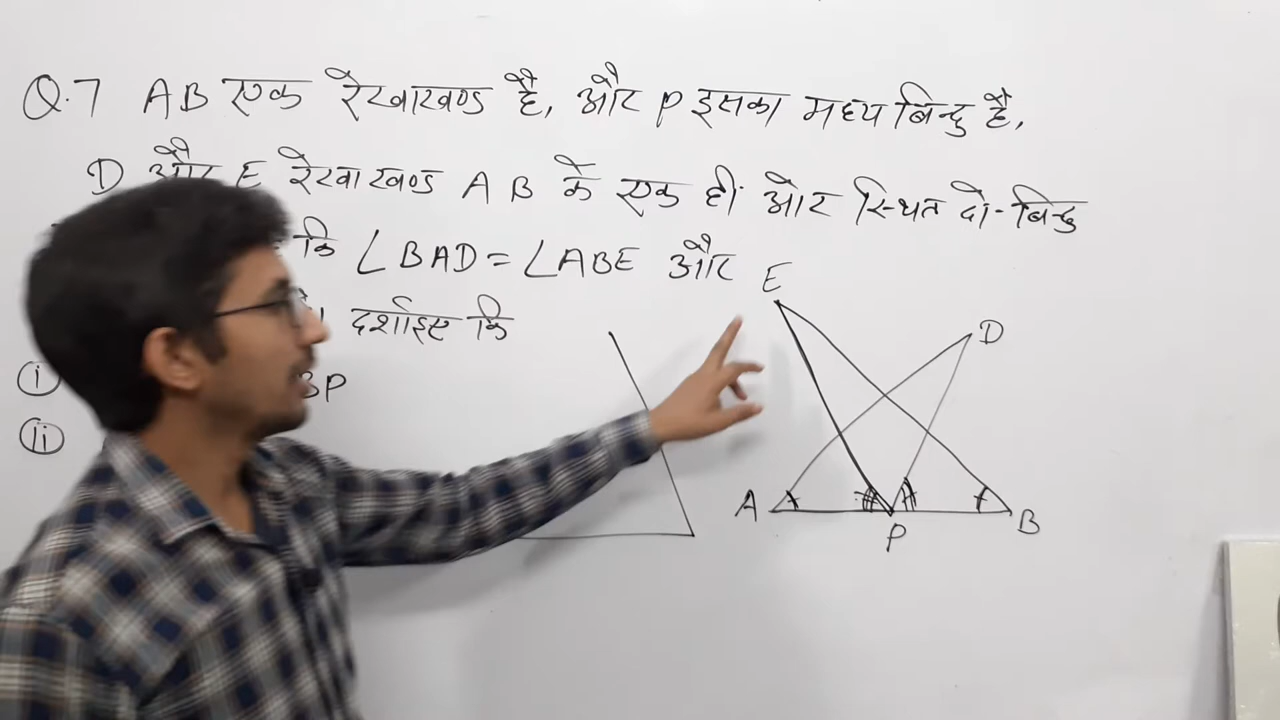 Q.7 AB एक रेखाखण्ड है, और P इसका मध्य बिन्दु है,
D और E रेखाखण्ड AB के एक ही ओर स्थित दो-बिन्दु
कि ∠BAD = ∠ABE और
दर्शाइए कि
i BP
ii
E
D
A
P
B